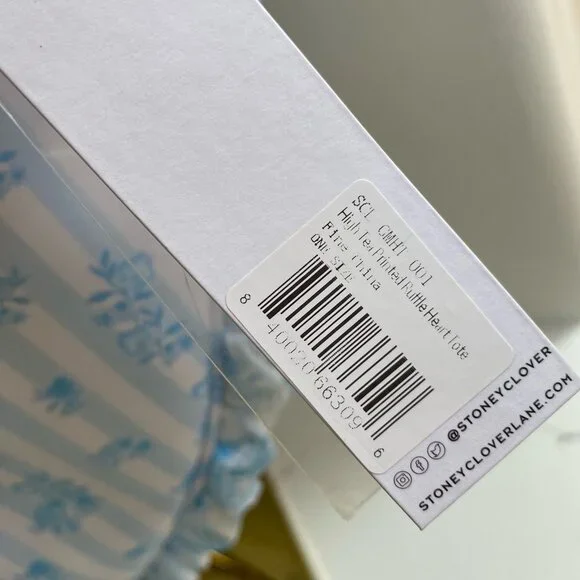 SCL CMHT 001
High Tea Printed Ruffle Heart Tote
Fine China
ONE SIZE
8 40020 66309 6
@STONEYCLOVER
STONEYCLOVERLANE.COM